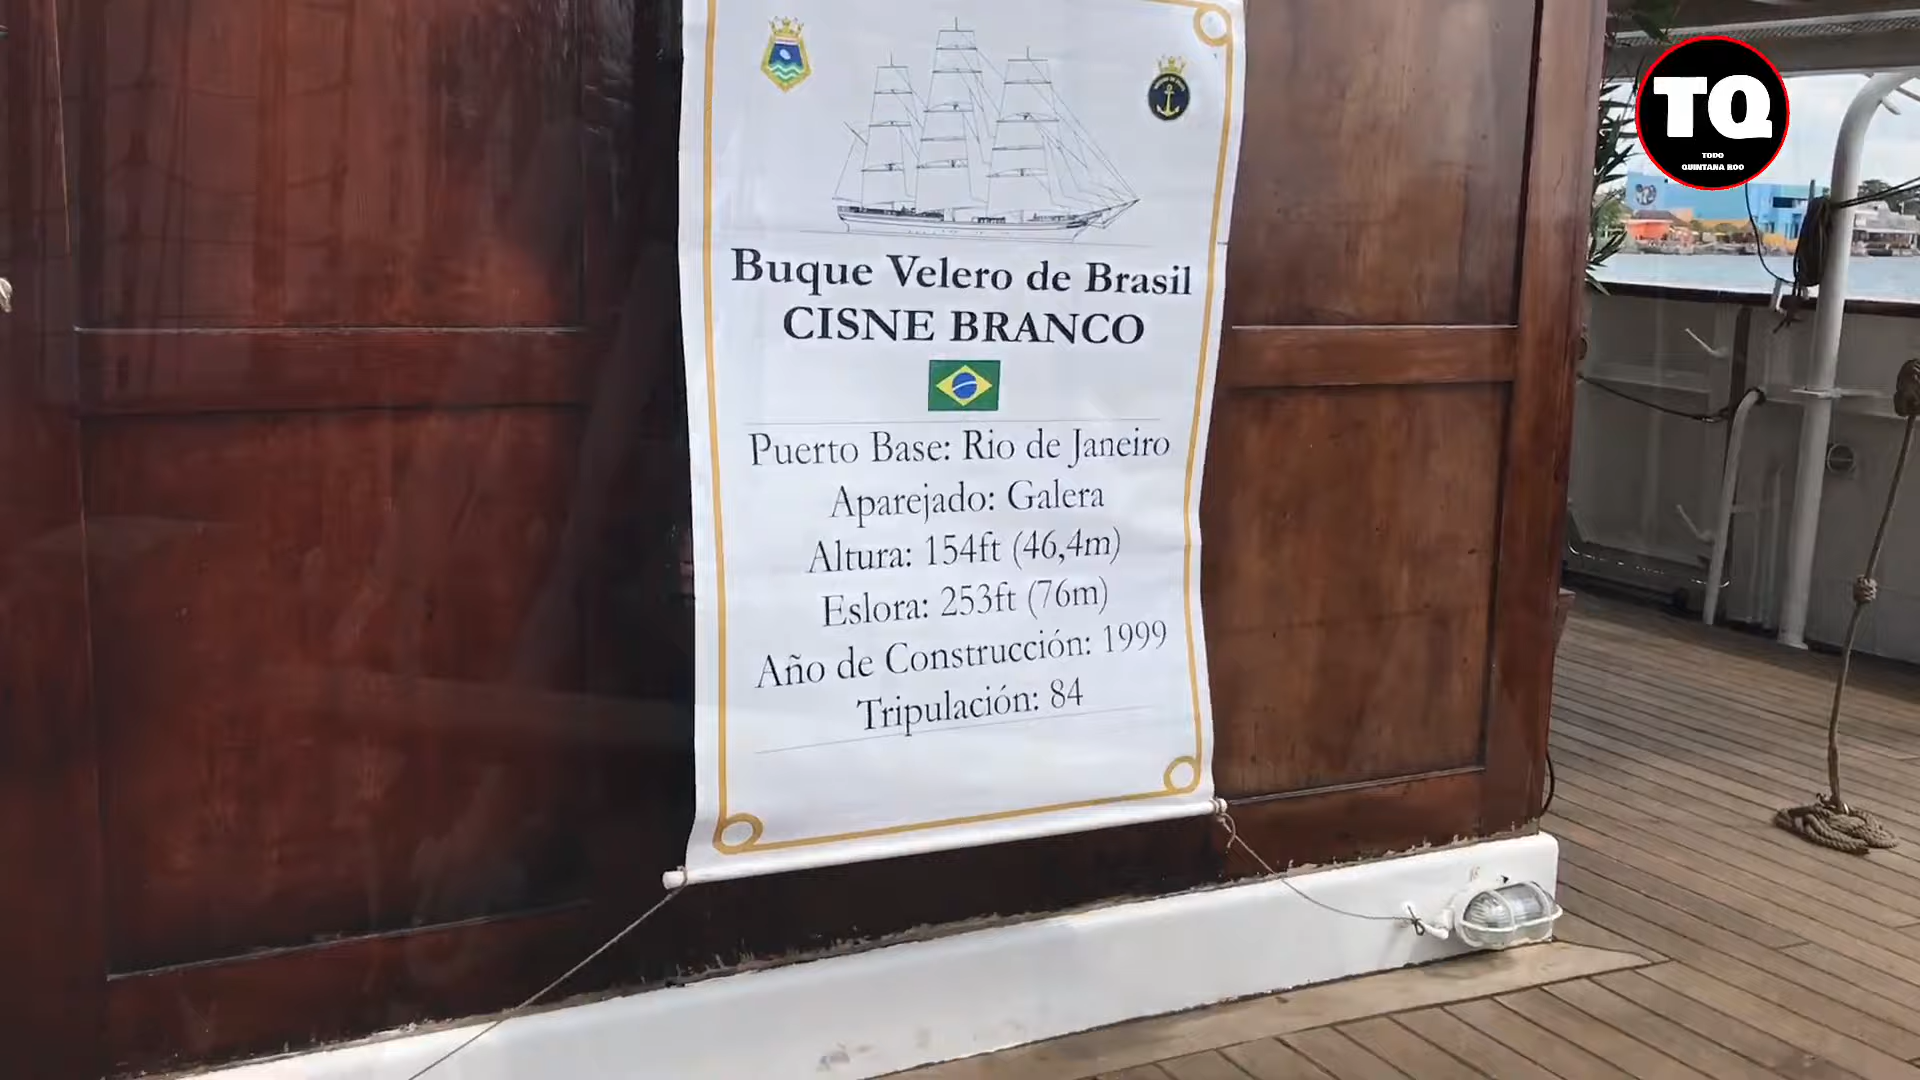 TQ
TODO
QUINTANA ROO
Buque Velero de Brasil
CISNE BRANCO
Puerto Base: Rio de Janeiro
Aparejado: Galera
Altura: 154ft (46,4m)
Eslora: 253ft (76m)
Año de Construcción: 1999
Tripulación: 84